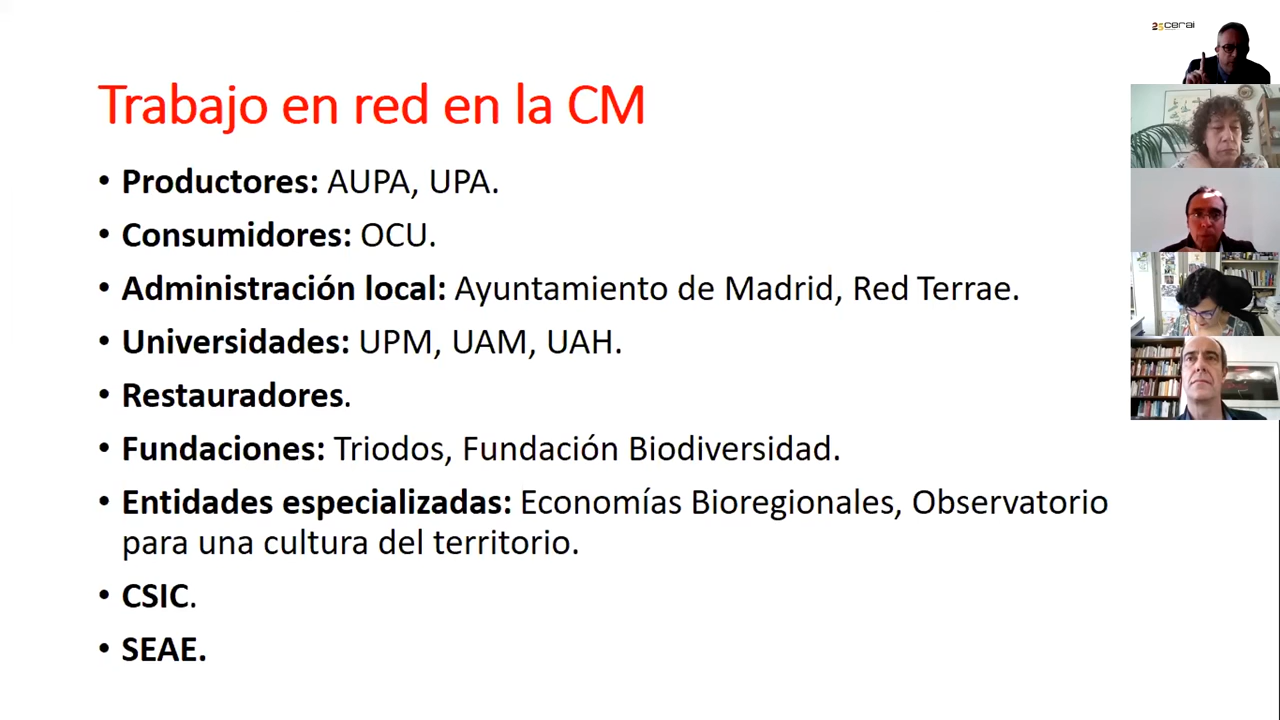 Trabajo en red en la CM
• Productores: AUPA, UPA.
• Consumidores: OCU.
• Administración local: Ayuntamiento de Madrid, Red Terrae.
• Universidades: UPM, UAM, UAH.
• Restauradores.
• Fundaciones: Triodos, Fundación Biodiversidad.
• Entidades especializadas: Economías Bioregionales, Observatorio
para una cultura del territorio.
• CSIC.
• SEAE.
25 cerai